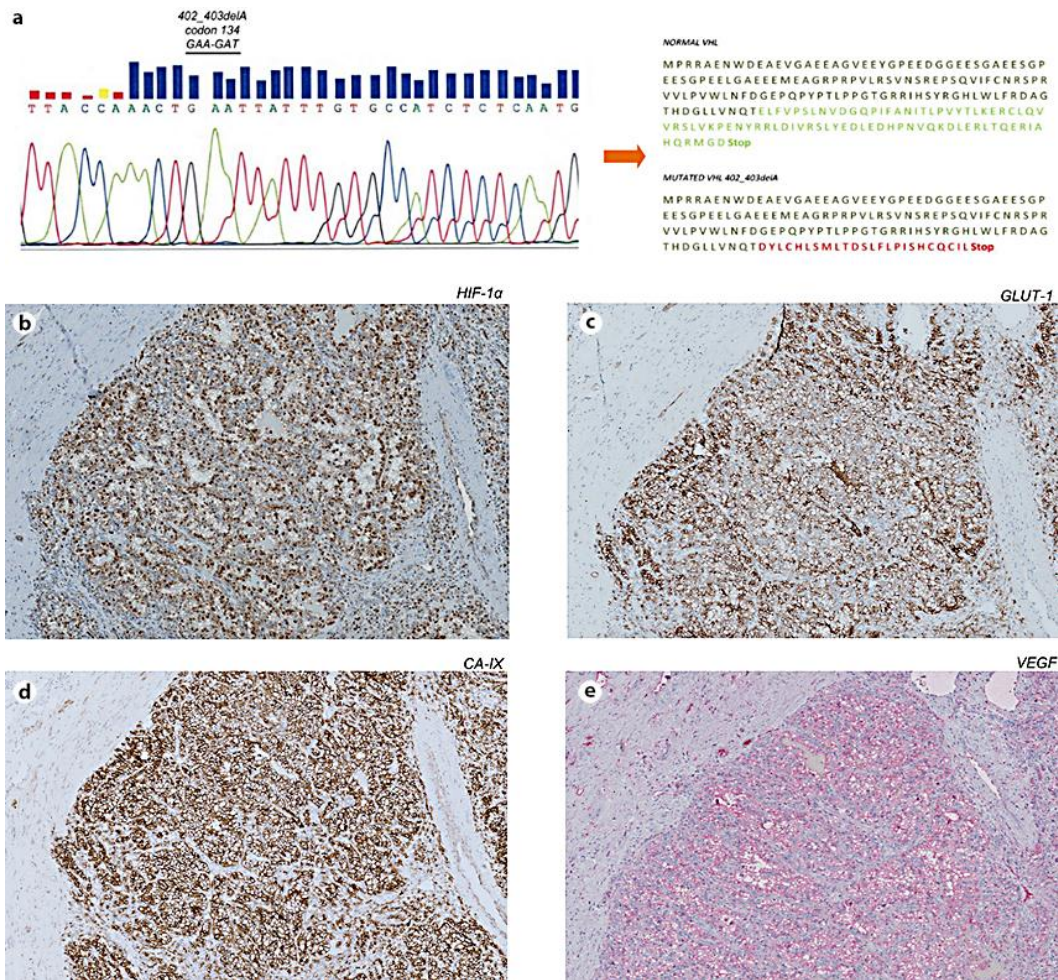 a
402_403delA
codon 134
GAA-GAT
T T A C C A A A C T G A A T T A T T T G T G C C A T C T C T C A A T G
NORMAL VHL
MPRRAENWDEAEVGAEEAGVEEYGPEEDGGEESGAEESGP
EESGPEELGAEEEMEAGRPRPVLRSVNSREPSQVIFCNRSPR
VVLPVWLNFDGEPQPYPTLPPGTGRRIHSYRGHLWLFRDAG
THDGLLVNQTELFVPSLNVDGQPIFANITLPVYTLKERCLQV
VRSLVKPENYRRLDIVRSLYEDLEDHPNVQKDLERLTQERIA
HQRMGDStop
MUTATED VHL 402_403delA
MPRRAENWDEAEVGAEEAGVEEYGPEEDGGEESGAEESGP
EESGPEELGAEEEMEAGRPRPVLRSVNSREPSQVIFCNRSPR
VVLPVWLNFDGEPQPYPTLPPGTGRRIHSYRGHLWLFRDAG
THDGLLVNQTDYLCHLSMLTDSLFLPISHCQCILStop
HIF-1α
b
GLUT-1
c
CA-IX
d
VEGF
e